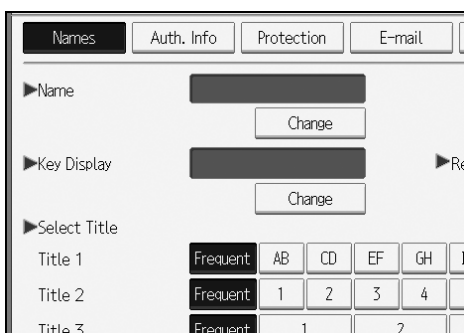 Names Auth. Info Protection E-mail
▶Name
Change
▶Key Display
Change
▶Select Title
Title 1 Frequent AB CD EF GH
Title 2 Frequent 1 2 3 4
Title 3 Frequent 1 2